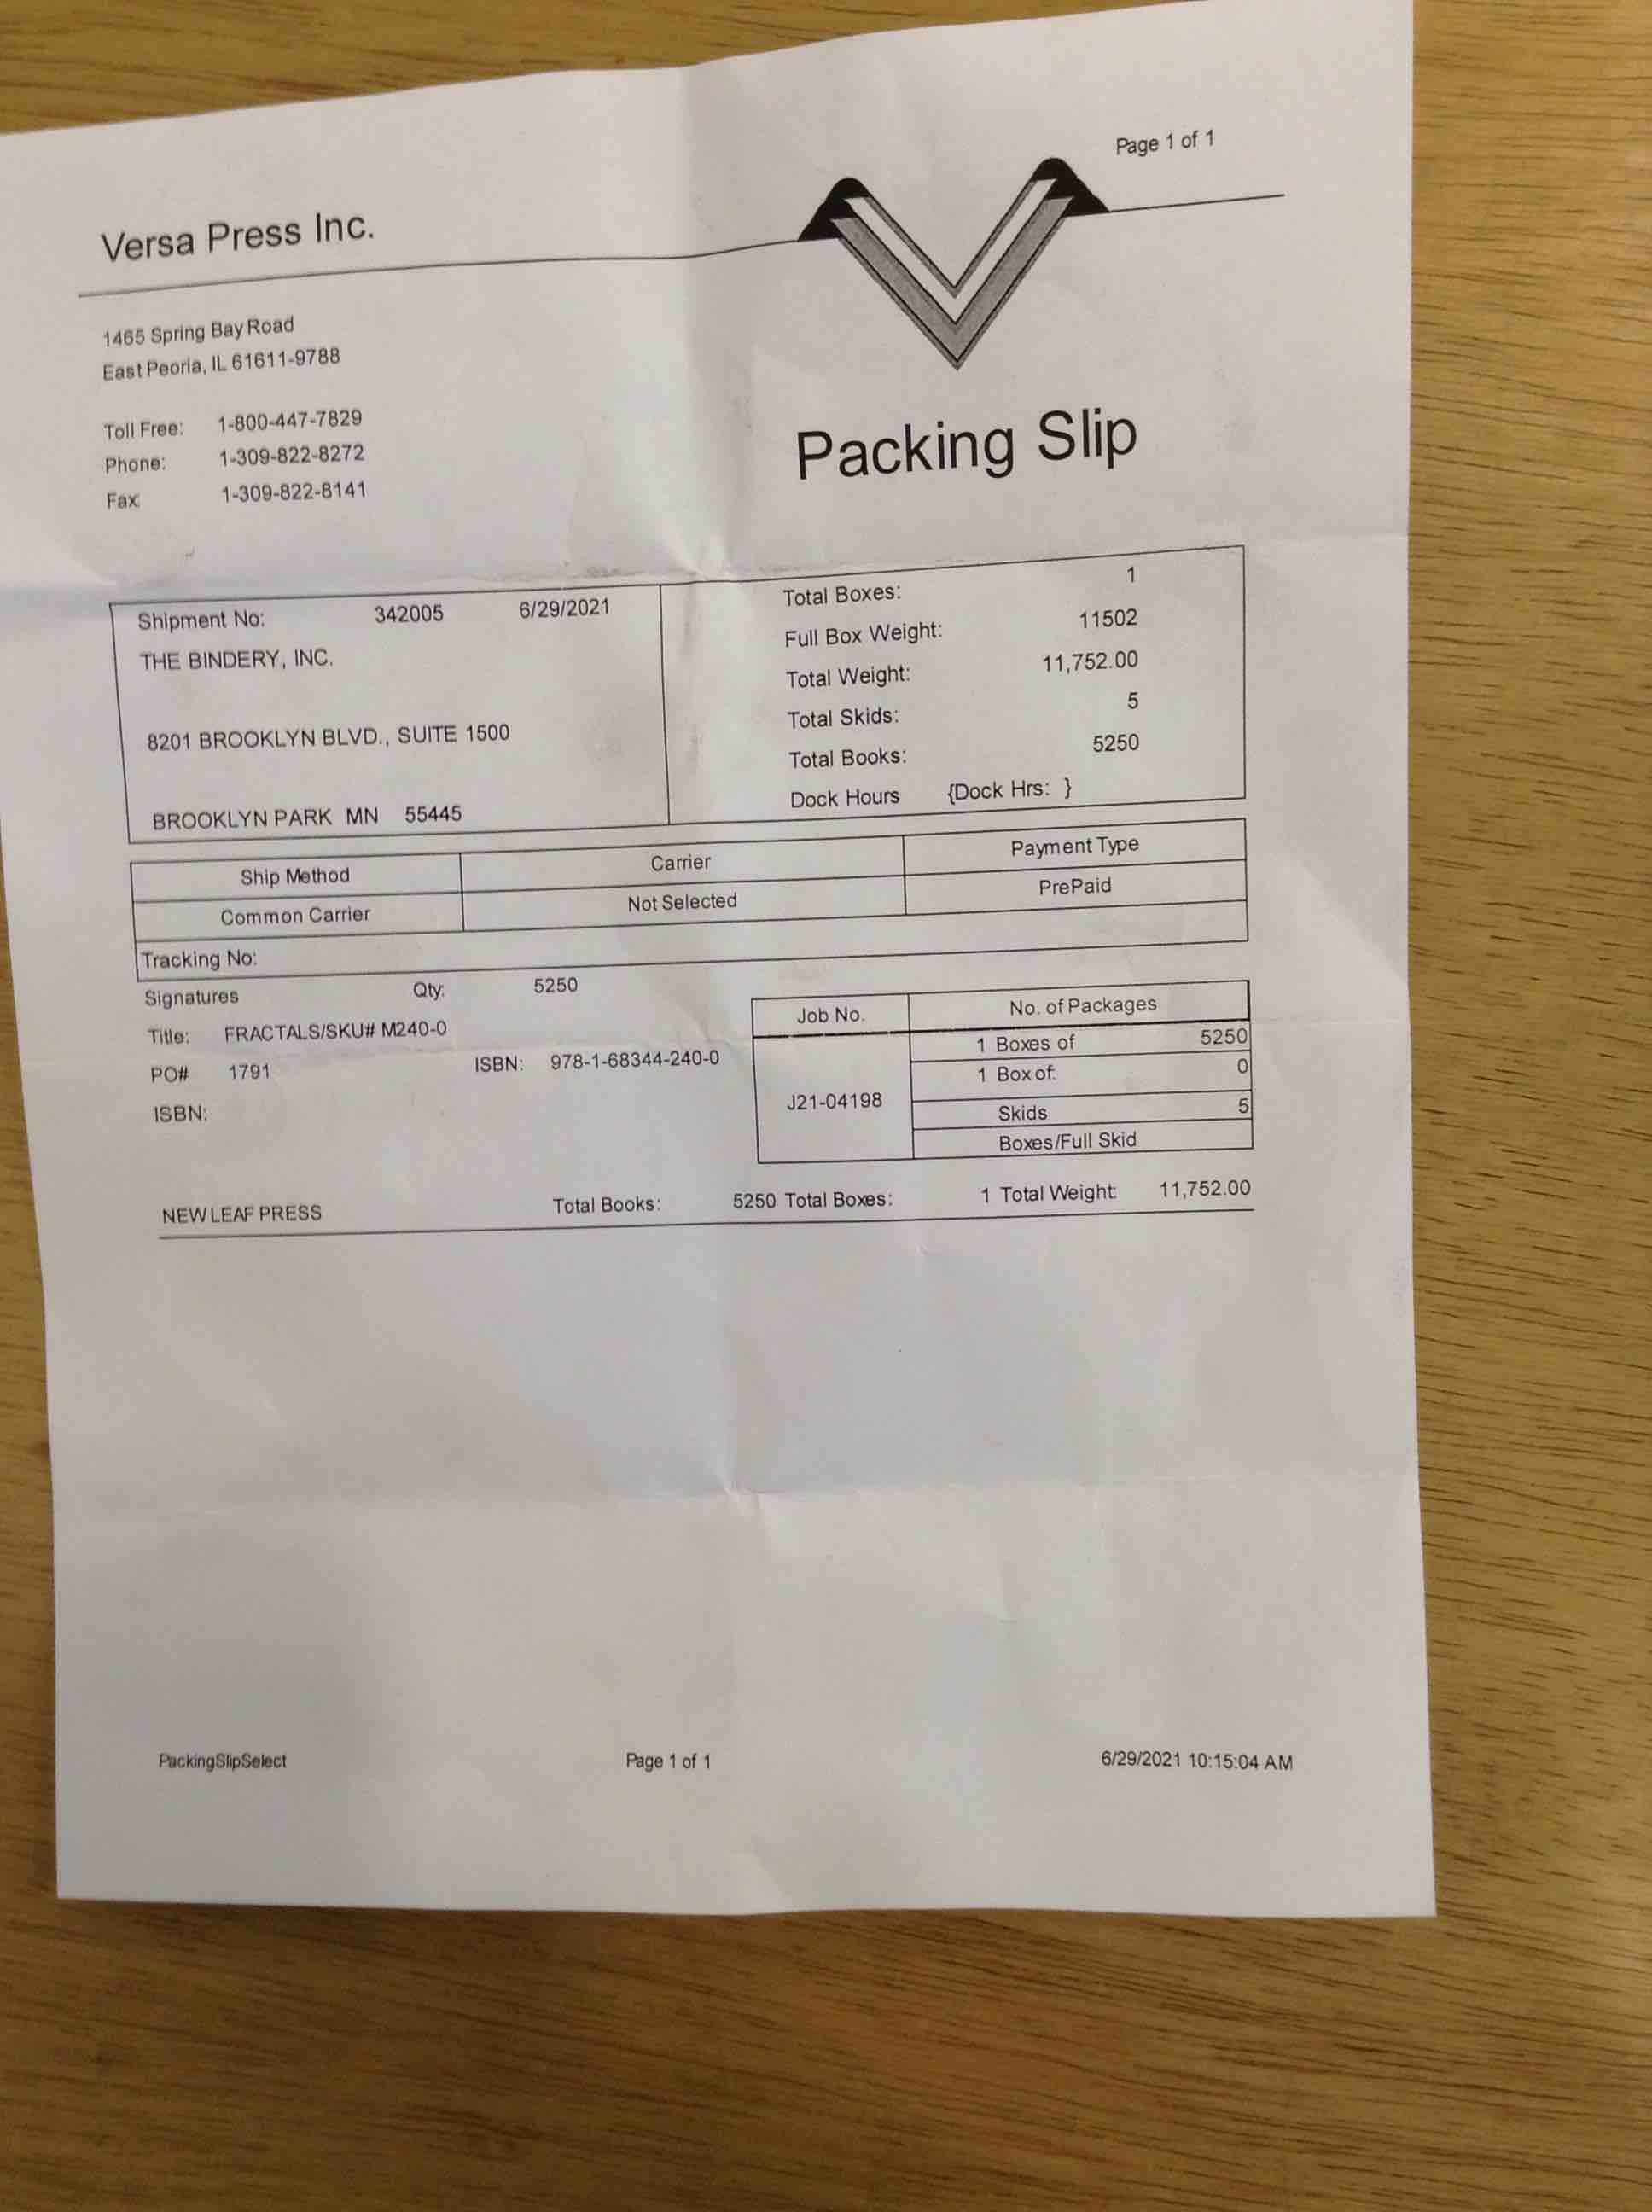 Page 1 of 1
Versa Press Inc.
1465 Spring Bay Road
East Peoria, IL 61611-9788
Toll Free: 1-800-447-7829
Phone: 1-309-822-8272
Fax: 1-309-822-8141
Packing Slip
Shipment No: 342005 6/29/2021
THE BINDERY, INC.
8201 BROOKLYN BLVD., SUITE 1500
BROOKLYN PARK MN 55445
Total Boxes: 1
Full Box Weight: 11502
Total Weight: 11,752.00
Total Skids: 5
Total Books: 5250
Dock Hours {Dock Hrs: }
Ship Method Carrier Payment Type
Common Carrier Not Selected PrePaid
Tracking No:
Signatures Qty: 5250
Title: FRACTALS/SKU# M240-0
PO# 1791 ISBN: 978-1-68344-240-0
ISBN:
Job No. No. of Packages
J21-04198
1 Boxes of 5250
1 Box of: 0
Skids 5
Boxes/Full Skid
NEW LEAF PRESS Total Books: 5250 Total Boxes: 1 Total Weight: 11,752.00
PackingSlipSelect Page 1 of 1 6/29/2021 10:15:04 AM